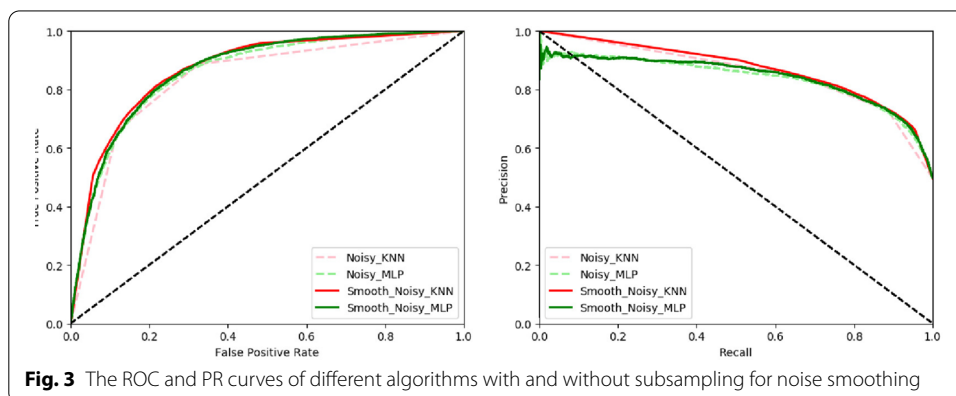 True Positive Rate
1.0
0.8
0.6
0.4
0.2
0.0
Noisy_KNN
Noisy_MLP
Smooth_Noisy_KNN
Smooth_Noisy_MLP
0.0 0.2 0.4 0.6 0.8 1.0
False Positive Rate
Precision
1.0
0.8
0.6
0.4
0.2
0.0
Noisy_KNN
Noisy_MLP
Smooth_Noisy_KNN
Smooth_Noisy_MLP
0.0 0.2 0.4 0.6 0.8 1.0
Recall
Fig. 3 The ROC and PR curves of different algorithms with and without subsampling for noise smoothing